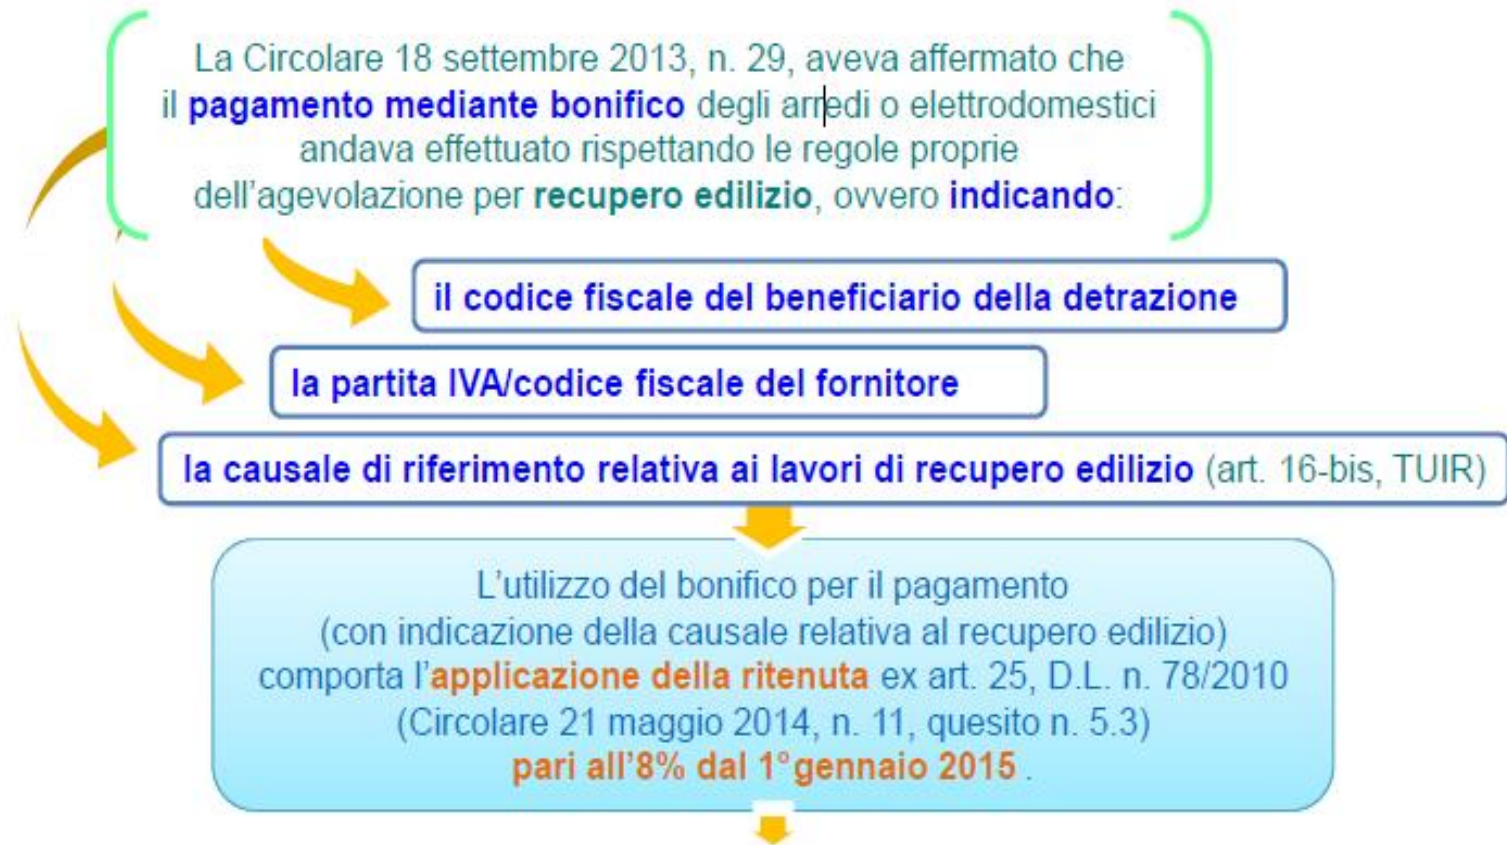 La Circolare 18 settembre 2013, n. 29, aveva affermato che
il pagamento mediante bonifico degli arredi o elettrodomestici
andava effettuato rispettando le regole proprie
dell'agevolazione per recupero edilizio, ovvero indicando:
il codice fiscale del beneficiario della detrazione
la partita IVA/codice fiscale del fornitore
la causale di riferimento relativa ai lavori di recupero edilizio (art. 16-bis, TUIR)
L'utilizzo del bonifico per il pagamento
(con indicazione della causale relativa al recupero edilizio)
comporta l'applicazione della ritenuta ex art. 25, D.L. n. 78/2010
(Circolare 21 maggio 2014, n. 11, quesito n. 5.3)
pari all'8% dal 1° gennaio 2015 .